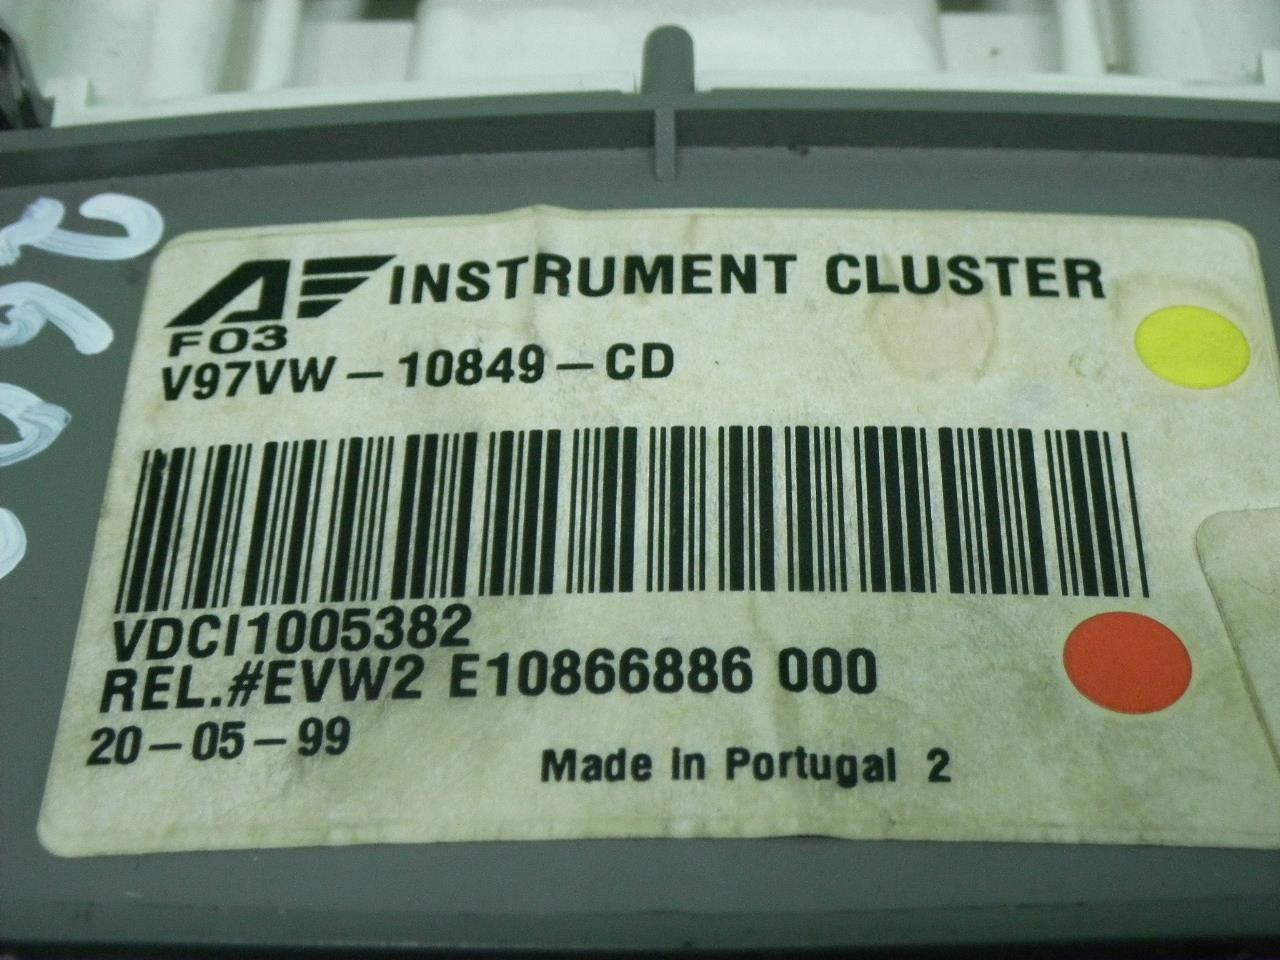 AF INSTRUMENT CLUSTER
F03
V97VW-10849-CD
VDCI1005382
REL.#EVW2 E10866886 000
20-05-99
Made in Portugal 2